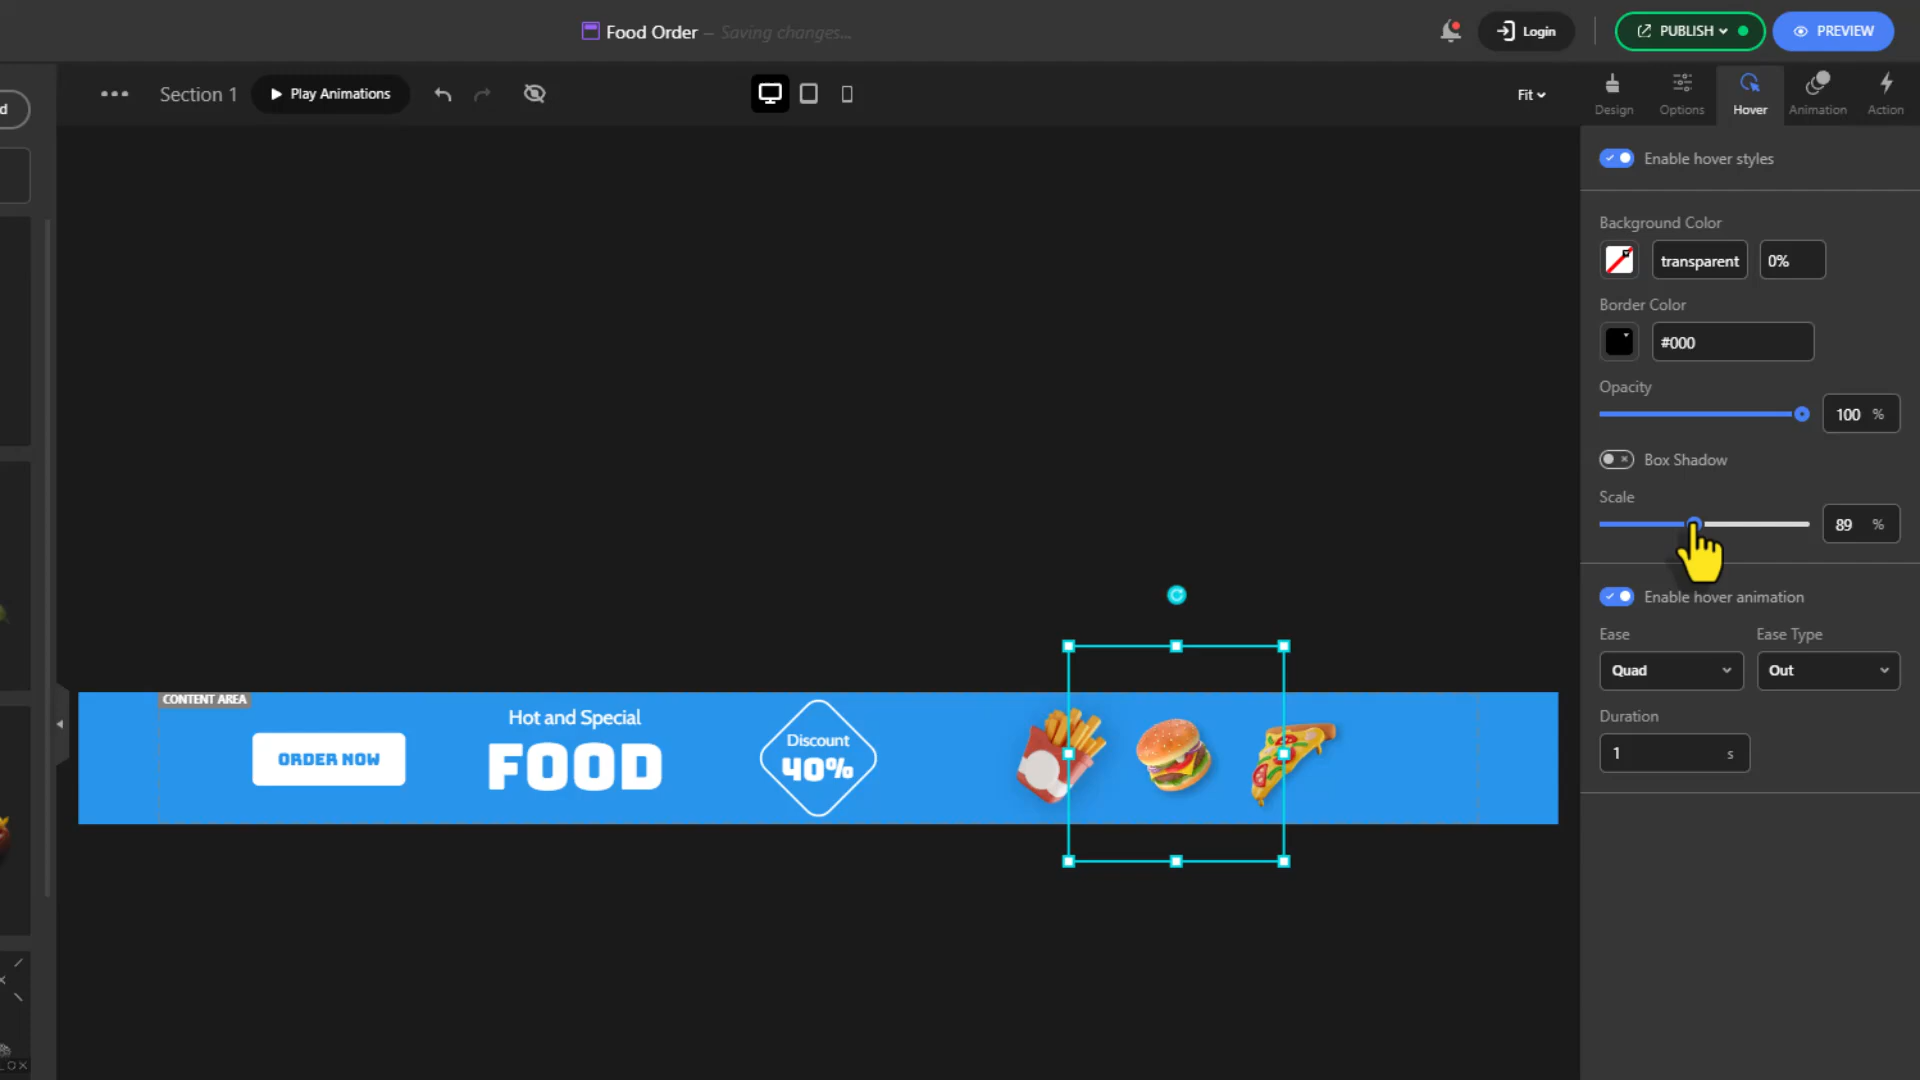 Food Order – Saving changes...
Login
PUBLISH
PREVIEW
d
Section 1
Play Animations
Fit
Design
Options
Hover
Animation
Action
Enable hover styles
Background Color
transparent
0%
Border Color
#000
Opacity
100 %
Box Shadow
Scale
89 %
Enable hover animation
Ease
Ease Type
Quad
Out
Duration
1 s
CONTENT AREA
ORDER NOW
Hot and Special
FOOD
Discount
40%